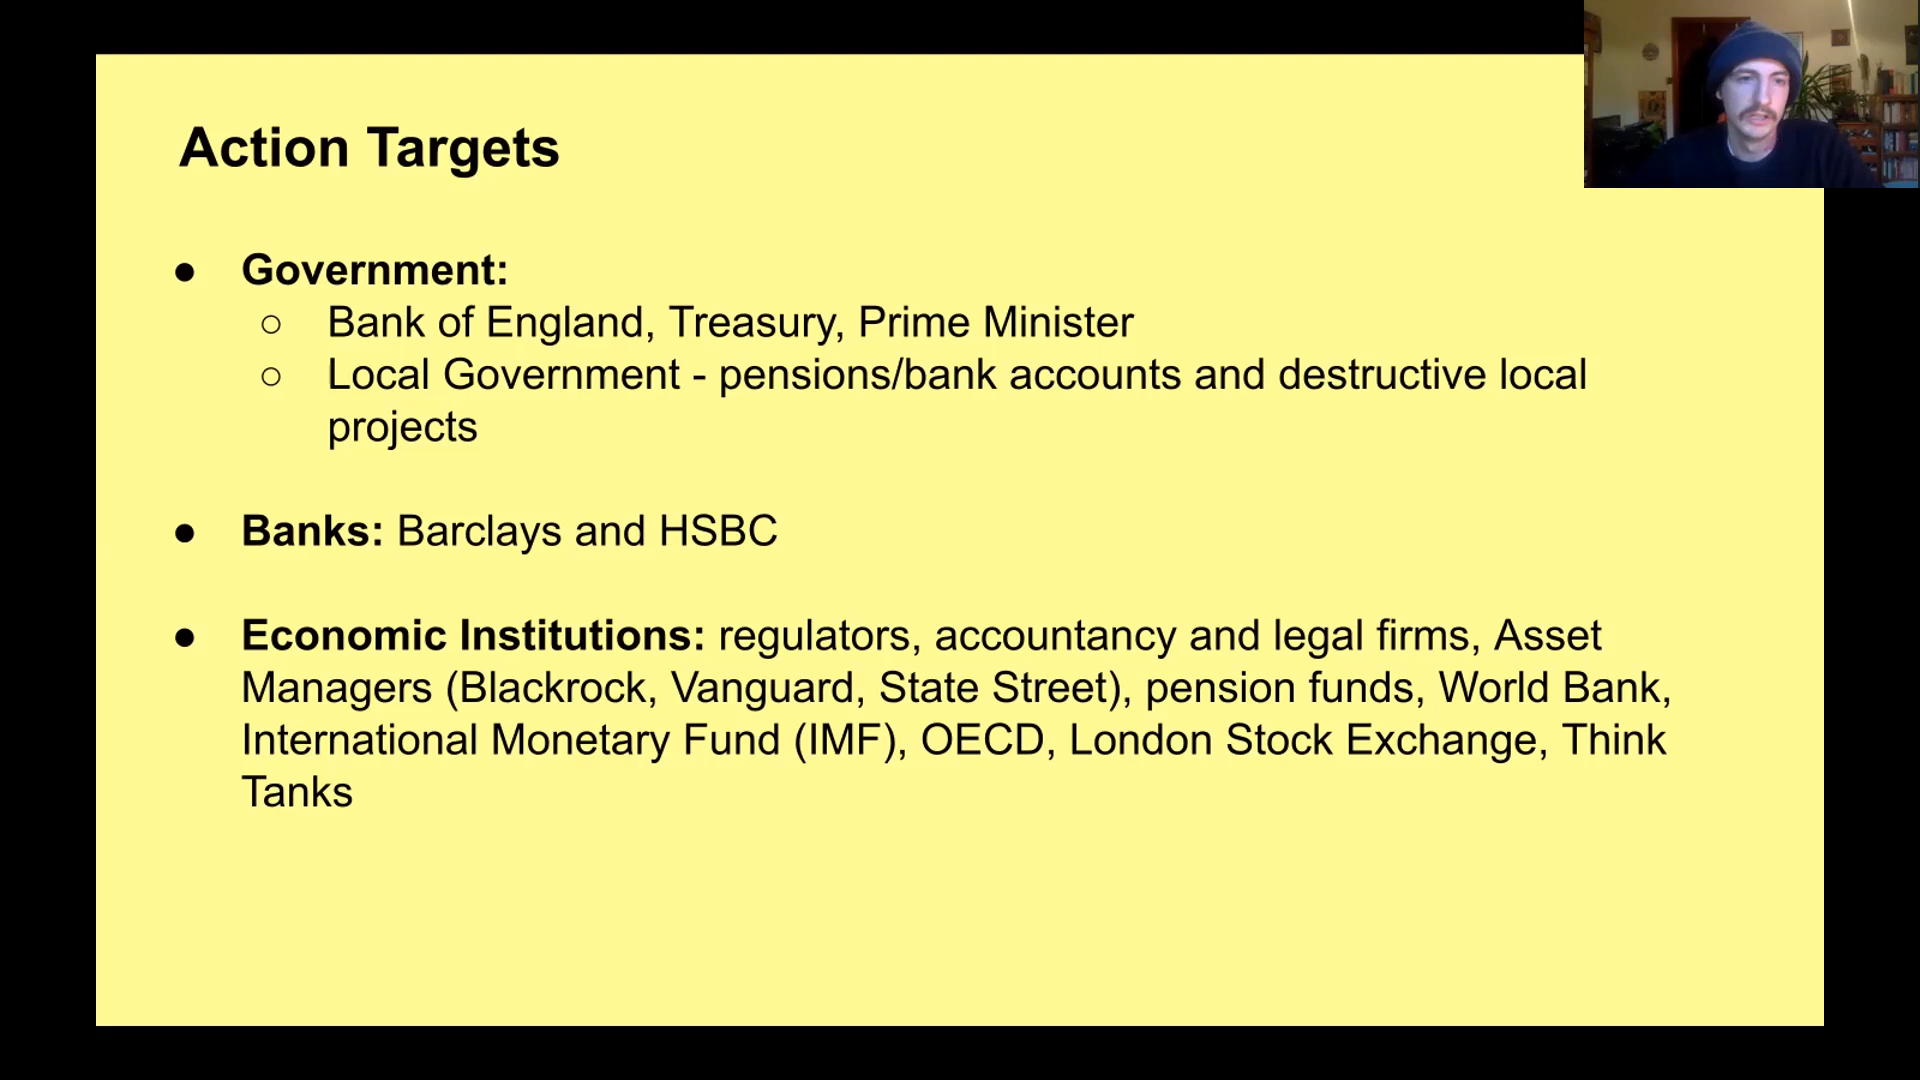 Action Targets
● Government:
○ Bank of England, Treasury, Prime Minister
○ Local Government - pensions/bank accounts and destructive local
projects
● Banks: Barclays and HSBC
● Economic Institutions: regulators, accountancy and legal firms, Asset
Managers (Blackrock, Vanguard, State Street), pension funds, World Bank,
International Monetary Fund (IMF), OECD, London Stock Exchange, Think
Tanks